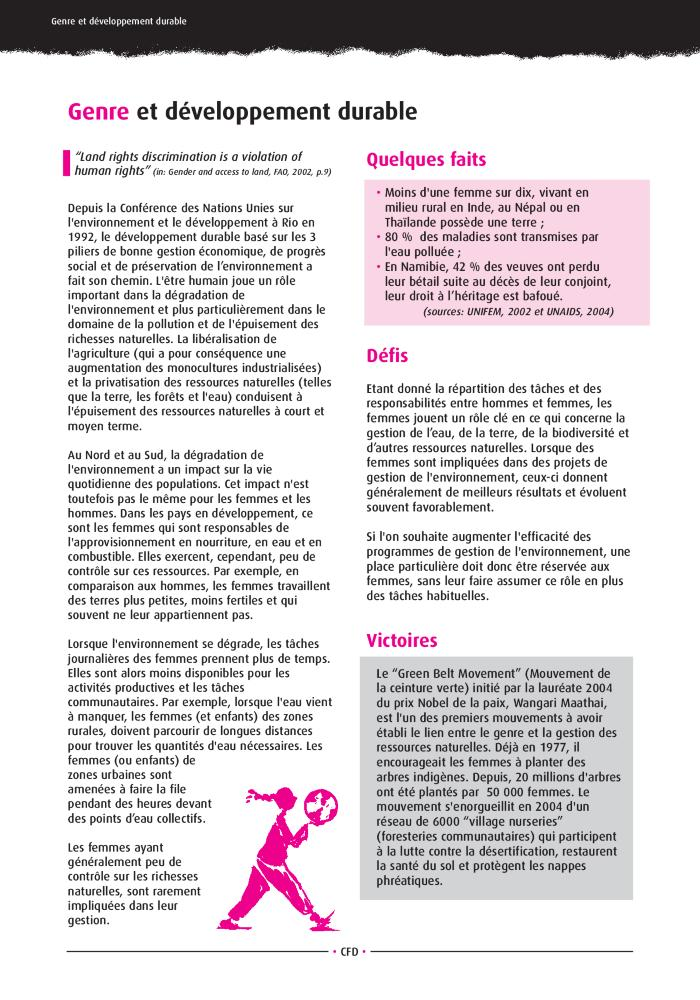 Genre et développement durable
Genre et développement durable
“Land rights discrimination is a violation of
human rights” (in: Gender and access to land, FAO, 2002, p.9)
Depuis la Conférence des Nations Unies sur
l'environnement et le développement à Rio en
1992, le développement durable basé sur les 3
piliers de bonne gestion économique, de progrès
social et de préservation de l’environnement a
fait son chemin. L'être humain joue un rôle
important dans la dégradation de
l'environnement et plus particulièrement dans le
domaine de la pollution et de l'épuisement des
richesses naturelles. La libéralisation de
l'agriculture (qui a pour conséquence une
augmentation des monocultures industrialisées)
et la privatisation des ressources naturelles (telles
que la terre, les forêts et l'eau) conduisent à
l'épuisement des ressources naturelles à court et
moyen terme.
Au Nord et au Sud, la dégradation de
l'environnement a un impact sur la vie
quotidienne des populations. Cet impact n'est
toutefois pas le même pour les femmes et les
hommes. Dans les pays en développement, ce
sont les femmes qui sont responsables de
l'approvisionnement en nourriture, en eau et en
combustible. Elles exercent, cependant, peu de
contrôle sur ces ressources. Par exemple, en
comparaison aux hommes, les femmes travaillent
des terres plus petites, moins fertiles et qui
souvent ne leur appartiennent pas.
Lorsque l'environnement se dégrade, les tâches
journalières des femmes prennent plus de temps.
Elles sont alors moins disponibles pour les
activités productives et les tâches
communautaires. Par exemple, lorsque l'eau vient
à manquer, les femmes (et enfants) des zones
rurales, doivent parcourir de longues distances
pour trouver les quantités d'eau nécessaires. Les
femmes (ou enfants) de
zones urbaines sont
amenées à faire la file
pendant des heures devant
des points d’eau collectifs.
Les femmes ayant
généralement peu de
contrôle sur les richesses
naturelles, sont rarement
impliquées dans leur
gestion.
Quelques faits
• Moins d'une femme sur dix, vivant en
milieu rural en Inde, au Népal ou en
Thaïlande possède une terre ;
• 80 % des maladies sont transmises par
l'eau polluée ;
• En Namibie, 42 % des veuves ont perdu
leur bétail suite au décès de leur conjoint,
leur droit à l’héritage est bafoué.
(sources: UNIFEM, 2002 et UNAIDS, 2004)
Défis
Etant donné la répartition des tâches et des
responsabilités entre hommes et femmes, les
femmes jouent un rôle clé en ce qui concerne la
gestion de l’eau, de la terre, de la biodiversité et
d’autres ressources naturelles. Lorsque des
femmes sont impliquées dans des projets de
gestion de l'environnement, ceux-ci donnent
généralement de meilleurs résultats et évoluent
souvent favorablement.
Si l'on souhaite augmenter l'efficacité des
programmes de gestion de l'environnement, une
place particulière doit donc être réservée aux
femmes, sans leur faire assumer ce rôle en plus
des tâches habituelles.
Victoires
Le “Green Belt Movement” (Mouvement de
la ceinture verte) initié par la lauréate 2004
du prix Nobel de la paix, Wangari Maathai,
est l'un des premiers mouvements à avoir
établi le lien entre le genre et la gestion des
ressources naturelles. Déjà en 1977, il
encourageait les femmes à planter des
arbres indigènes. Depuis, 20 millions d'arbres
ont été plantés par 50 000 femmes. Le
mouvement s'enorgueillit en 2004 d'un
réseau de 6000 “village nurseries”
(foresteries communautaires) qui participent
à la lutte contre la désertification, restaurent
la santé du sol et protègent les nappes
phréatiques.
• CFD •